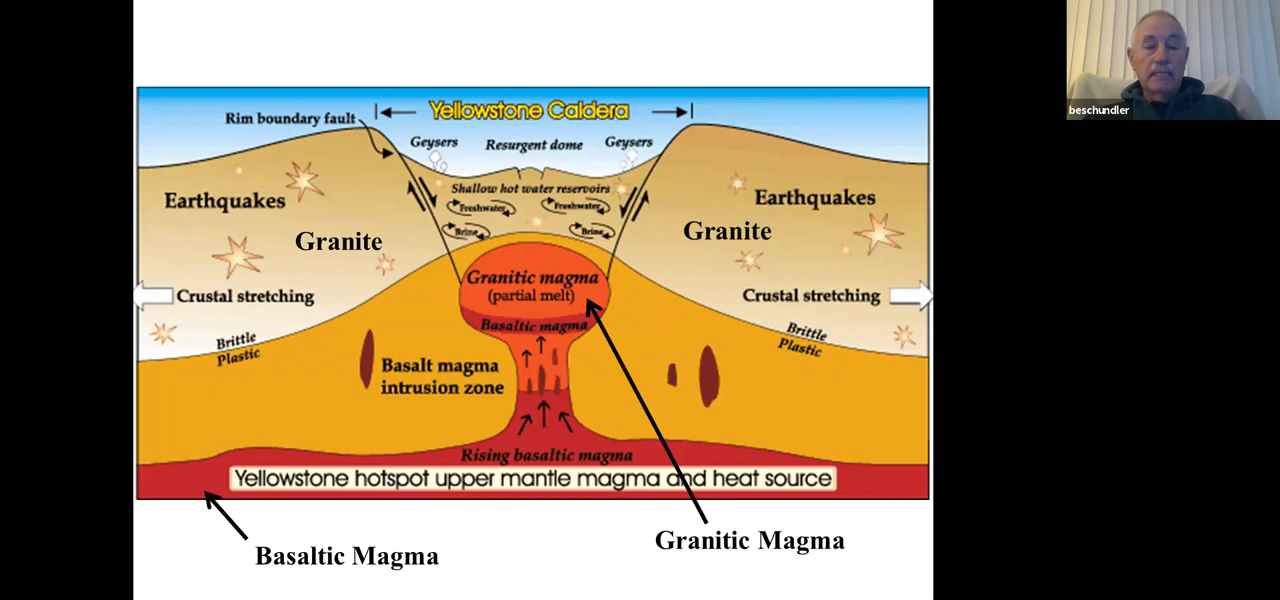 beschundler
Yellowstone Caldera
Rim boundary fault
Geysers
Resurgent dome
Geysers
Shallow hot water reservoirs
Freshwater
Freshwater
Brine
Brine
Earthquakes
Earthquakes
Granite
Granite
Granitic magma
(partial melt)
Crustal stretching
Crustal stretching
Basaltic magma
Brittle
Plastic
Brittle
Plastic
Basalt magma
intrusion zone
Rising basaltic magma
Yellowstone hotspot upper mantle magma and heat source
Basaltic Magma
Granitic Magma